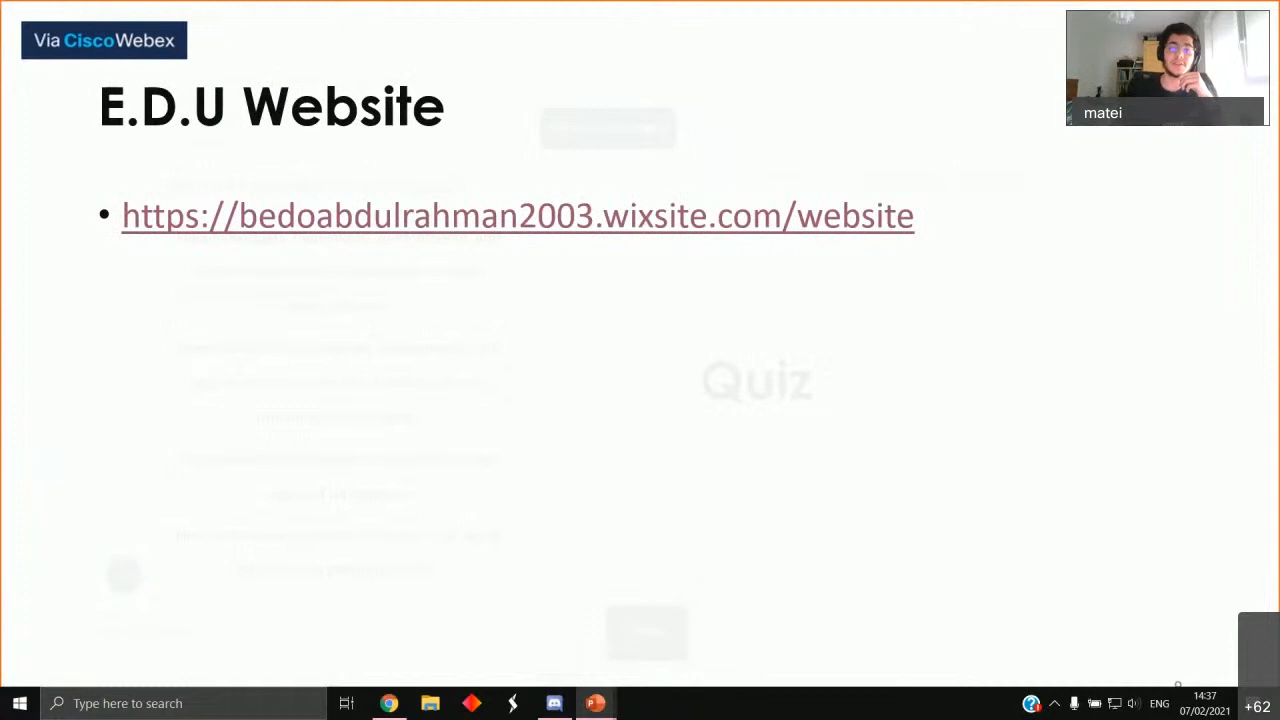 Via CiscoWebex
matei
E.D.U Website
• https://bedoabdulrahman2003.wixsite.com/website
Quiz
Type here to search
ENG
14:37
07/02/2021
+62